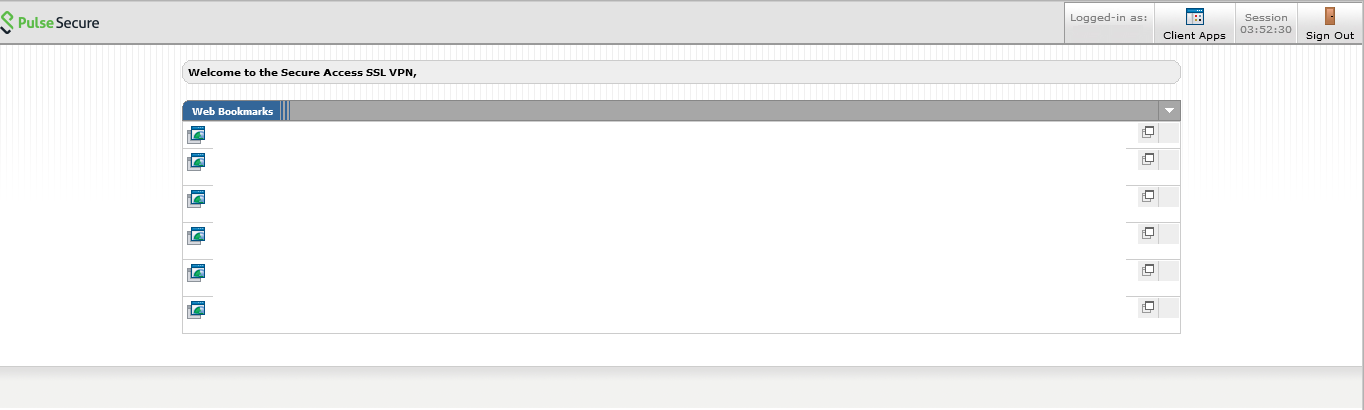 Pulse Secure
Logged-in as:
Client Apps
Session
03:52:30
Sign Out
Welcome to the Secure Access SSL VPN,
Web Bookmarks